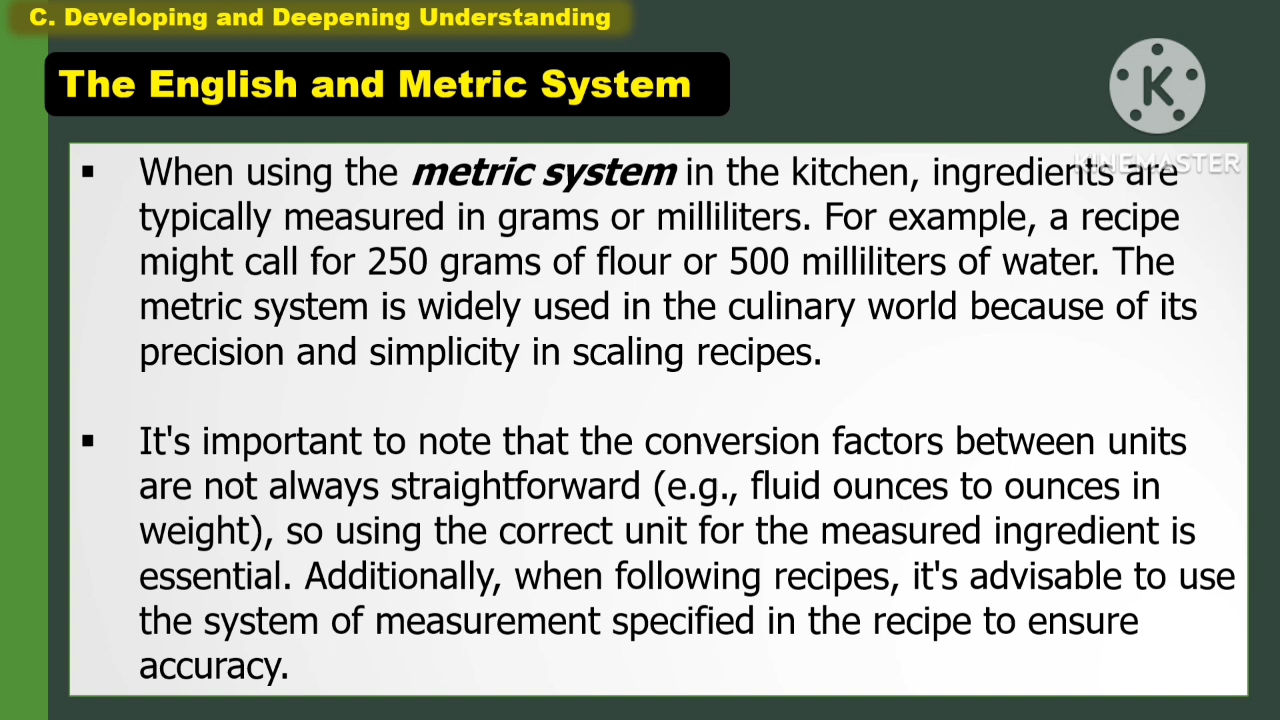 C. Developing and Deepening Understanding
The English and Metric System
K
KINEMASTER
▪ When using the metric system in the kitchen, ingredients are
typically measured in grams or milliliters. For example, a recipe
might call for 250 grams of flour or 500 milliliters of water. The
metric system is widely used in the culinary world because of its
precision and simplicity in scaling recipes.
▪ It's important to note that the conversion factors between units
are not always straightforward (e.g., fluid ounces to ounces in
weight), so using the correct unit for the measured ingredient is
essential. Additionally, when following recipes, it's advisable to use
the system of measurement specified in the recipe to ensure
accuracy.